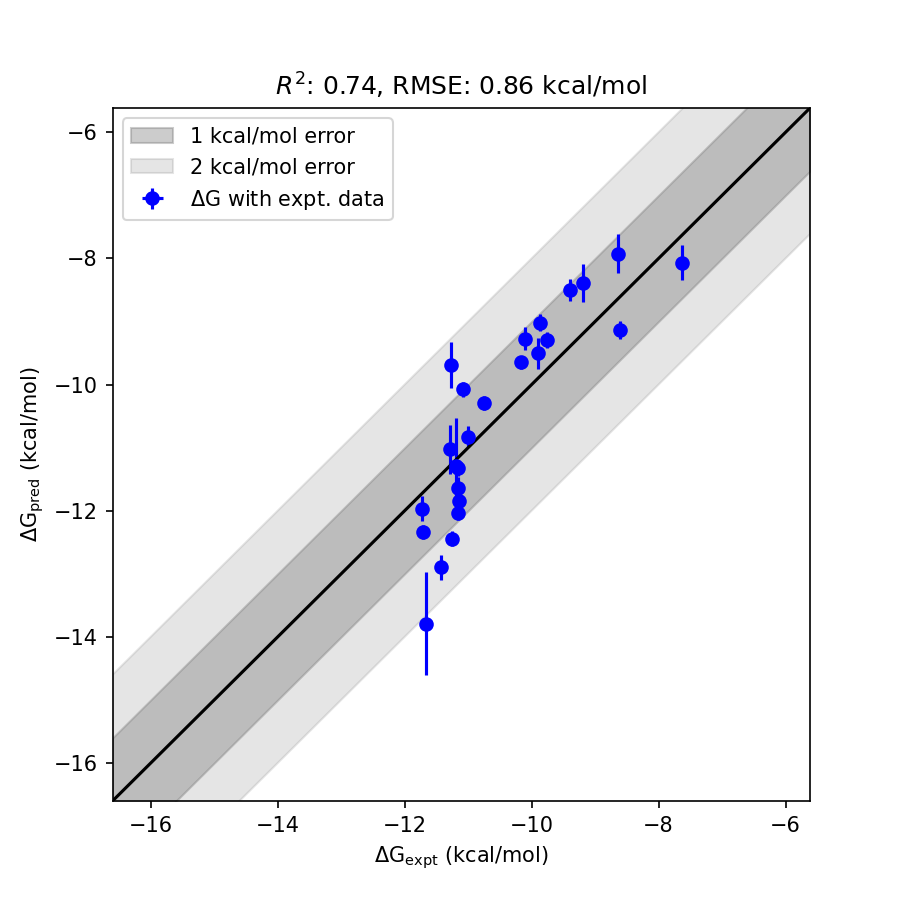 R²: 0.74, RMSE: 0.86 kcal/mol
1 kcal/mol error
2 kcal/mol error
ΔG with expt. data
−6
−8
−10
−12
−14
−16
ΔGpred (kcal/mol)
−16 −14 −12 −10 −8 −6
ΔGexpt (kcal/mol)